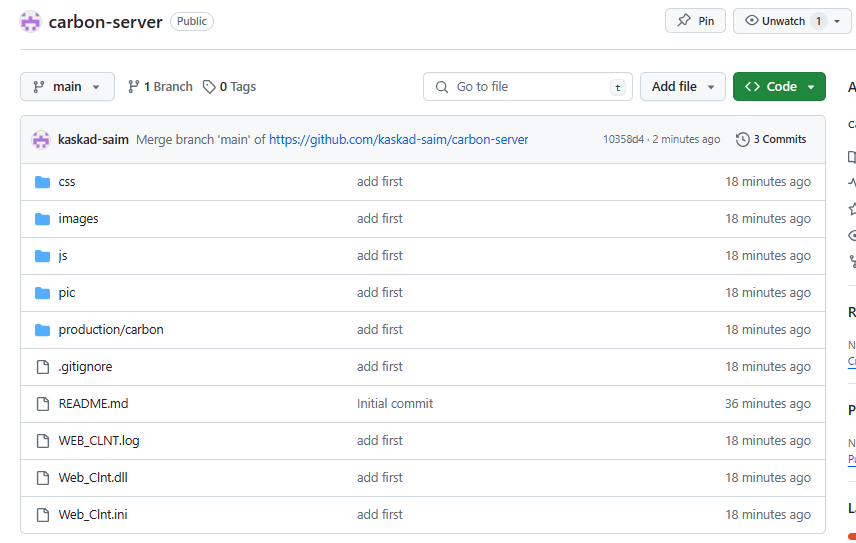 carbon-server Public Pin Unwatch 1
main 1 Branch 0 Tags Go to file t Add file Code
kaskad-saim Merge branch 'main' of https://github.com/kaskad-saim/carbon-server 10358d4 · 2 minutes ago 3 Commits
css add first 18 minutes ago
images add first 18 minutes ago
js add first 18 minutes ago
pic add first 18 minutes ago
production/carbon add first 18 minutes ago
.gitignore add first 18 minutes ago
README.md Initial commit 36 minutes ago
WEB_CLNT.log add first 18 minutes ago
Web_Clnt.dll add first 18 minutes ago
Web_Clnt.ini add first 18 minutes ago